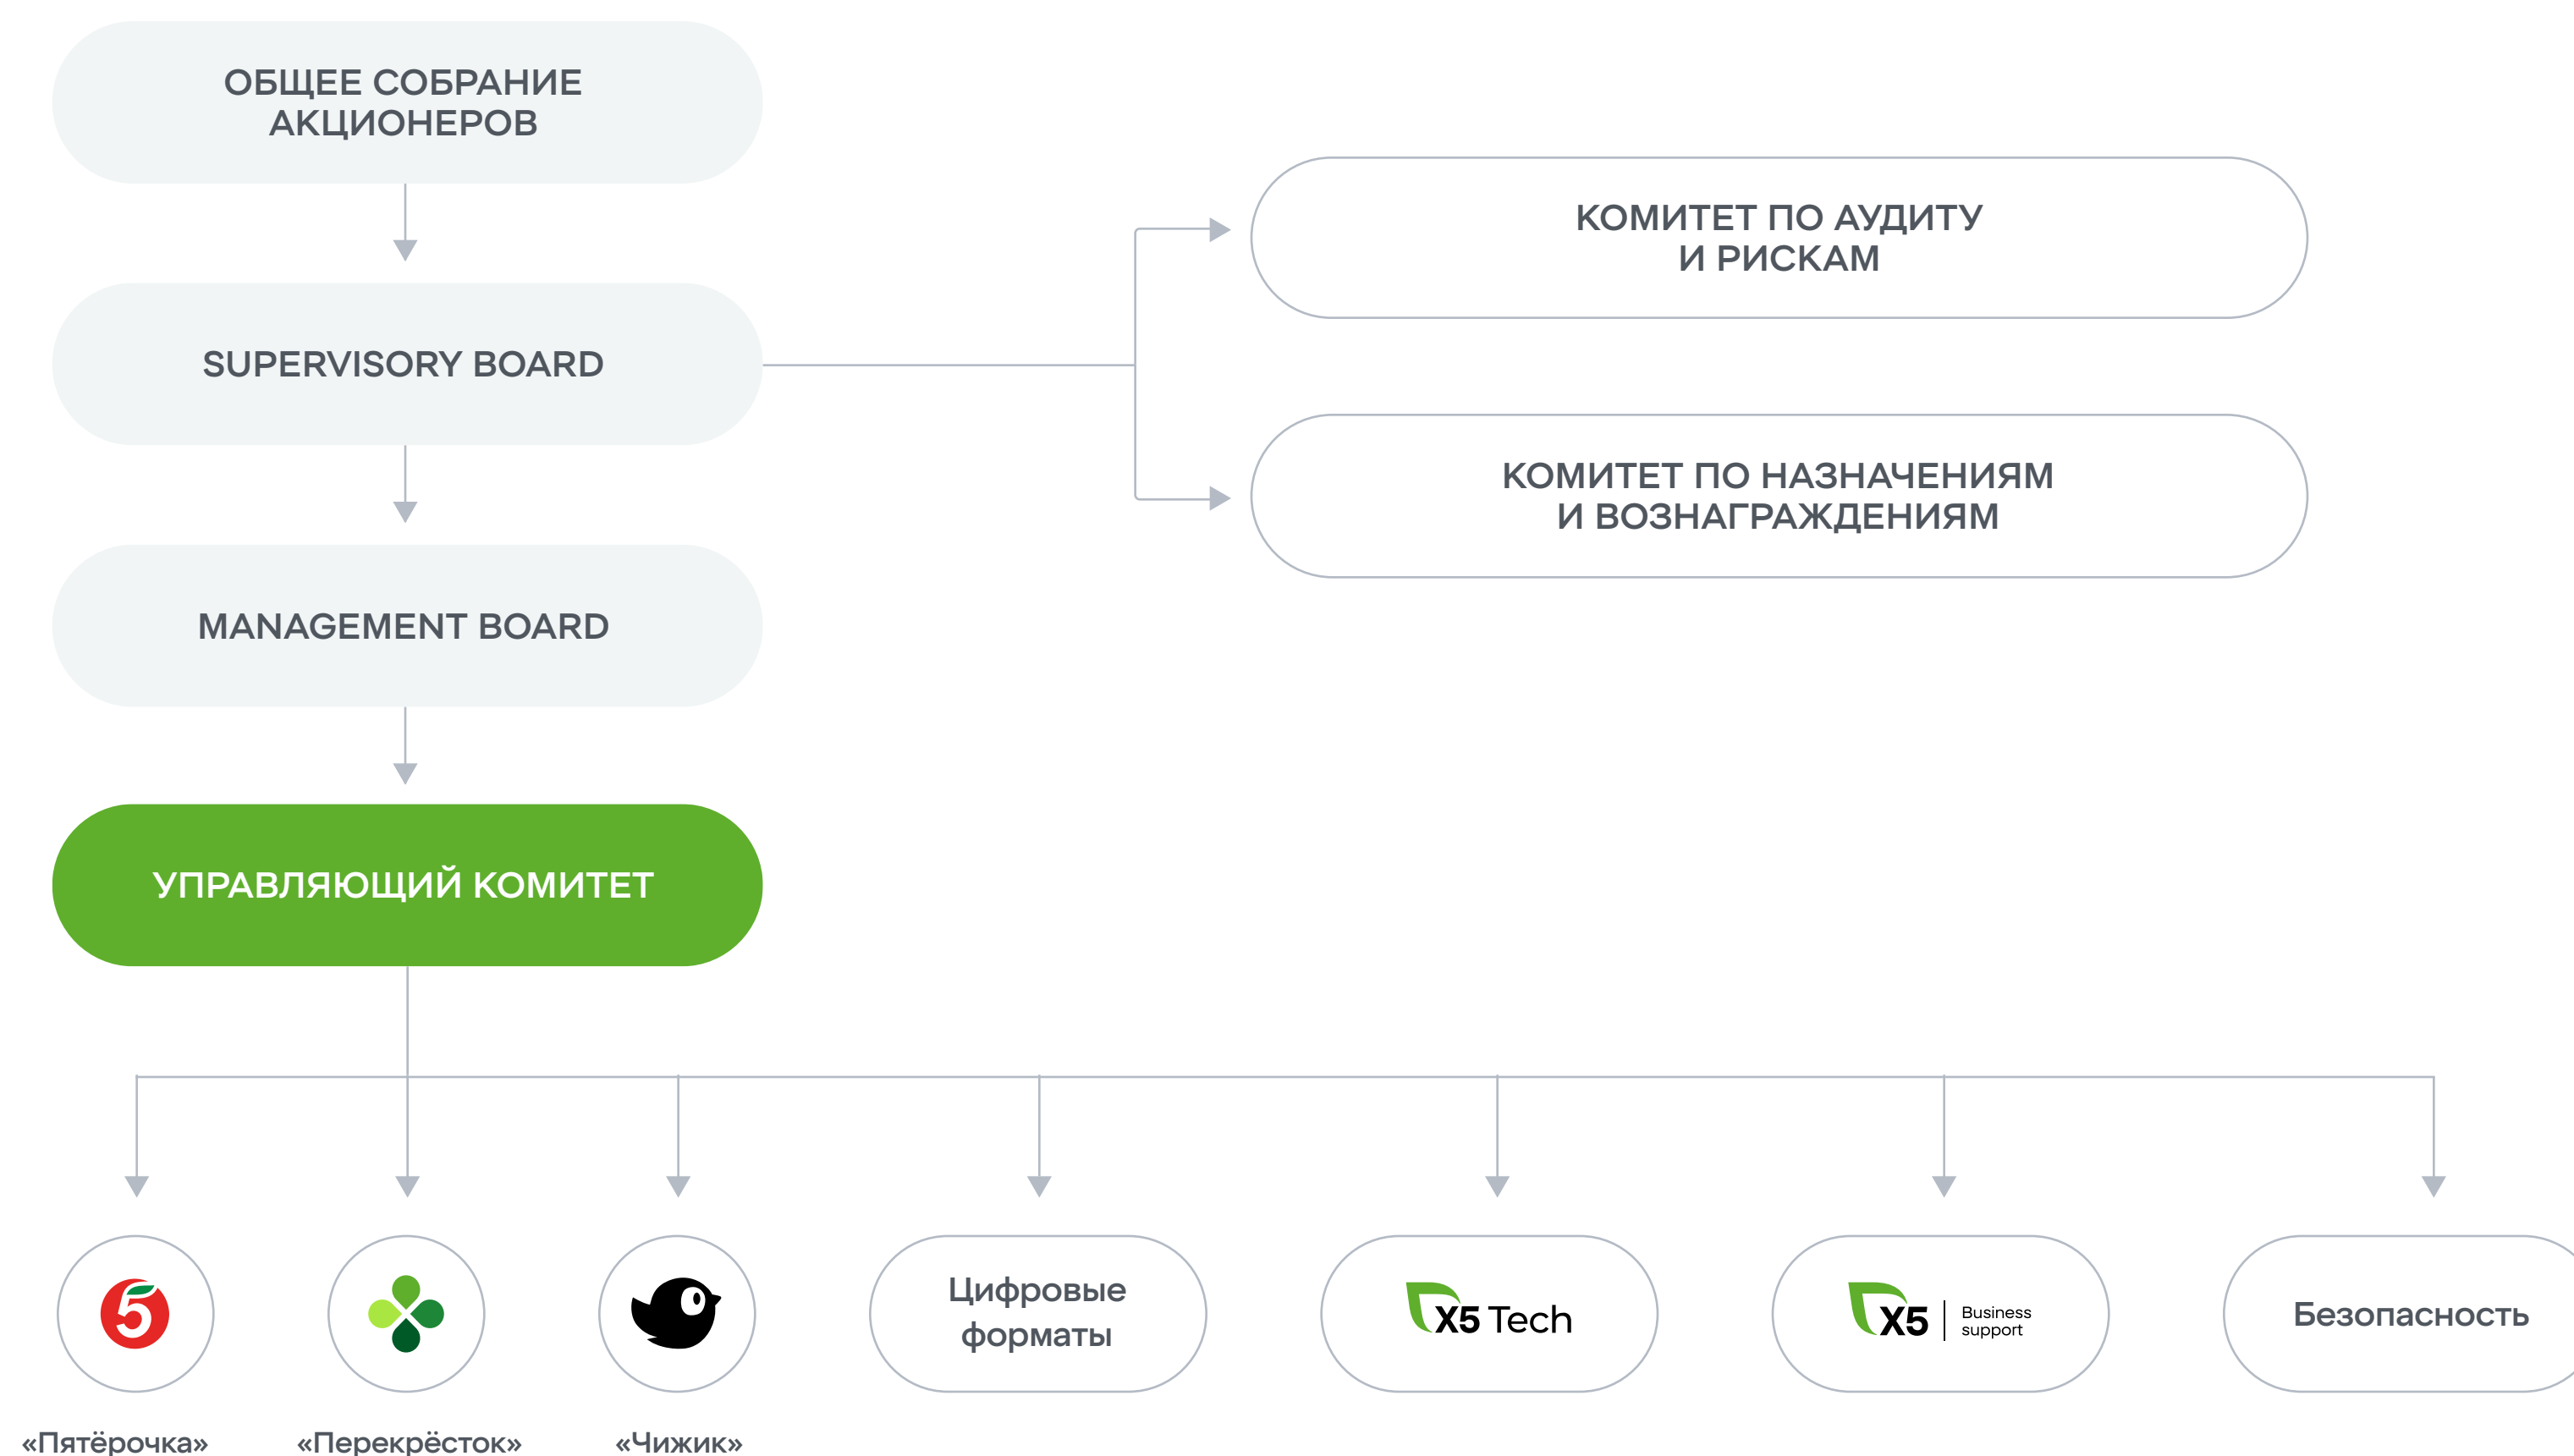 ОБЩЕЕ СОБРАНИЕ
АКЦИОНЕРОВ
КОМИТЕТ ПО АУДИТУ
И РИСКАМ
SUPERVISORY BOARD
КОМИТЕТ ПО НАЗНАЧЕНИЯМ
И ВОЗНАГРАЖДЕНИЯМ
MANAGEMENT BOARD
УПРАВЛЯЮЩИЙ КОМИТЕТ
5
Цифровые
форматы
X5 Tech
X5
Business
support
Безопасность
«Пятёрочка»
«Перекрёсток»
«Чижик»